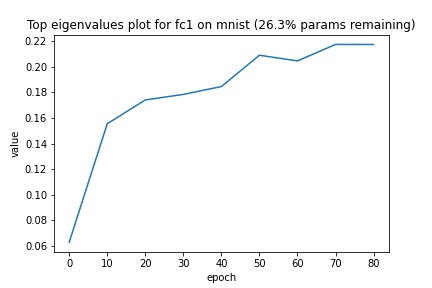 Top eigenvalues plot for fc1 on mnist (26.3% params remaining)
0.22
0.20
0.18
0.16
0.14
0.12
0.10
0.08
0.06
value
0 10 20 30 40 50 60 70 80
epoch